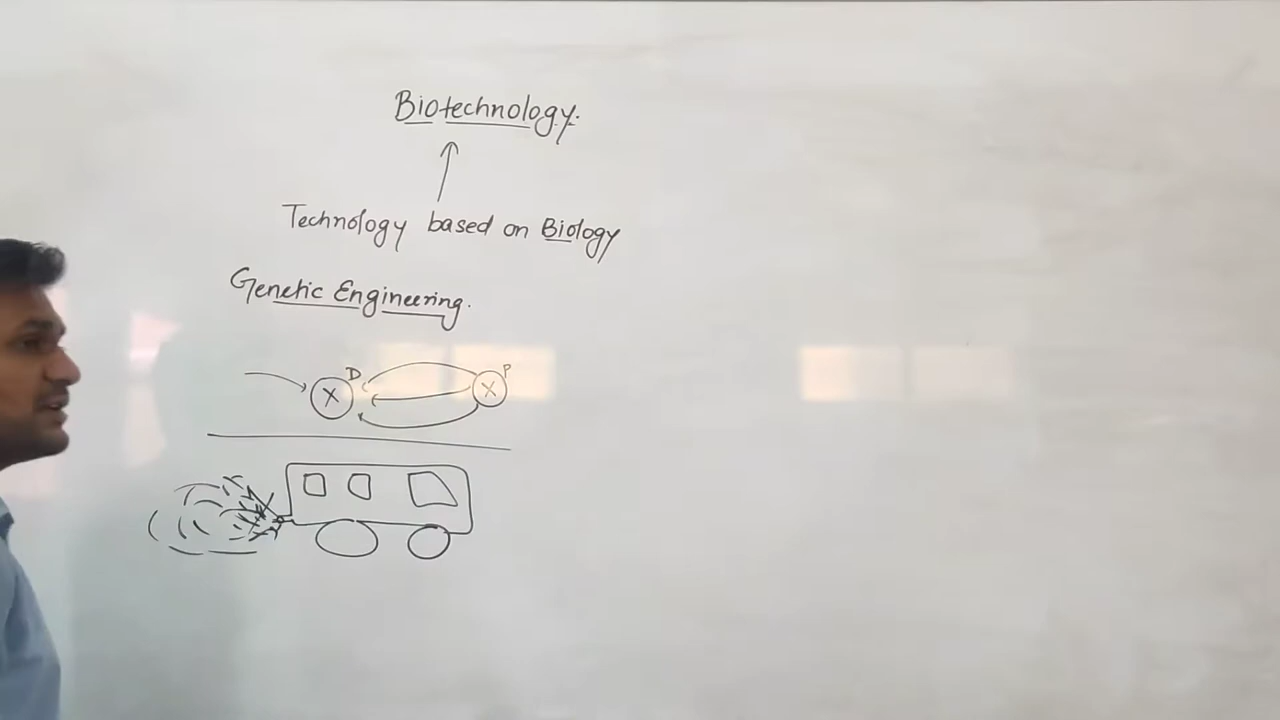 Biotechnology.
Technology based on Biology
Genetic Engineering.
X D X P